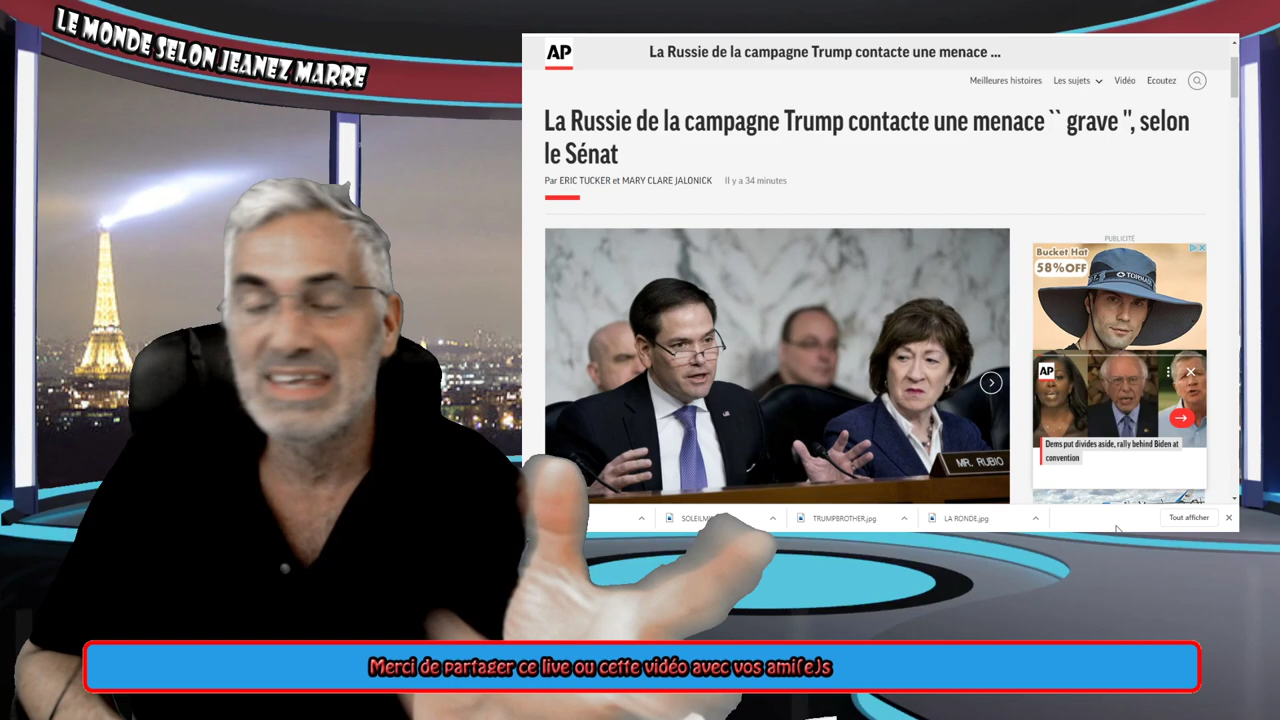 LE MONDE SELON JEANEZ MARRE
AP
La Russie de la campagne Trump contacte une menace ...
Meilleures histoires
Les sujets
Vidéo
Ecoutez
La Russie de la campagne Trump contacte une menace `` grave ", selon
le Sénat
Par ERIC TUCKER et MARY CLARE JALONICK
Il y a 34 minutes
PUBLICITÉ
Bucket Hat
58%OFF
AP
Dems put divides aside, rally behind Biden at
convention
MR. RUBIO
TRUMPBROTHER.jpg
LA RONDE.jpg
Tout afficher
Merci de partager ce live ou cette vidéo avec vos ami(e)s